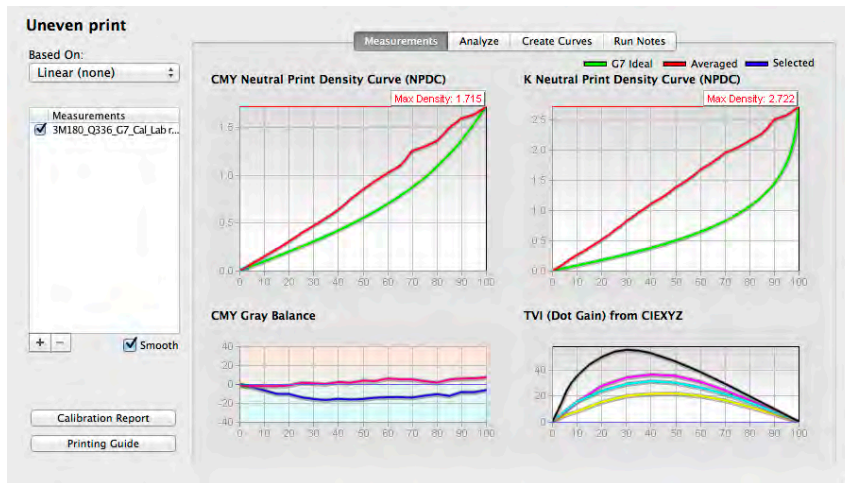 Uneven print
Based On:
Linear (none)
Measurements
3M180_Q336_G7_Cal_Lab r...
+ −
Smooth
Calibration Report
Printing Guide
Measurements Analyze Create Curves Run Notes
G7 Ideal Averaged Selected
CMY Neutral Print Density Curve (NPDC)
Max Density: 1.715
1.5
1.0
0.5
0.0
0 10 20 30 40 50 60 70 80 90 100
K Neutral Print Density Curve (NPDC)
Max Density: 2.722
2.5
2.0
1.5
1.0
0.5
0.0
0 10 20 30 40 50 60 70 80 90 100
CMY Gray Balance
40
20
0
-20
-40
0 10 20 30 40 50 60 70 80 90 100
TVI (Dot Gain) from CIEXYZ
40
20
0
0 10 20 30 40 50 60 70 80 90 100